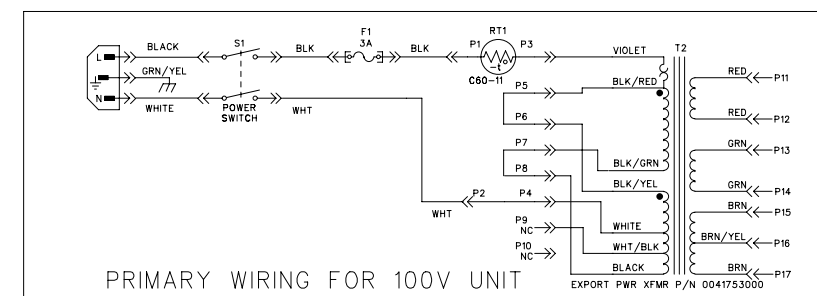 F1
3A
RT1
P1
P3
-t
C60-11
L
BLACK
S1
BLK
BLK
VIOLET
T2
GRN/YEL
N
WHITE
POWER
SWITCH
WHT
P5
BLK/RED
P6
P7
P8
BLK/GRN
BLK/YEL
WHT
P2
P4
WHITE
P9
NC
WHT/BLK
P10
NC
BLACK
RED
P11
RED
P12
GRN
P13
GRN
P14
BRN
P15
BRN/YEL
P16
BRN
P17
PRIMARY WIRING FOR 100V UNIT
EXPORT PWR XFMR P/N 0041753000